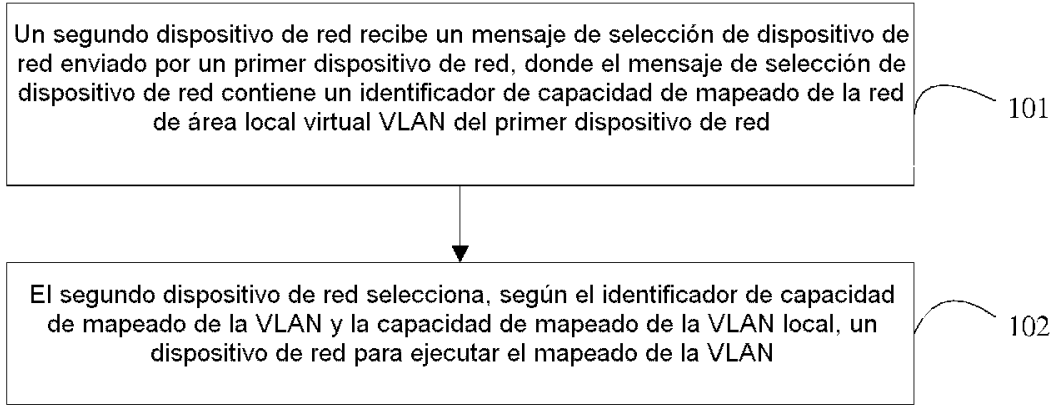 Un segundo dispositivo de red recibe un mensaje de selección de dispositivo de
red enviado por un primer dispositivo de red, donde el mensaje de selección de
dispositivo de red contiene un identificador de capacidad de mapeado de la red
de área local virtual VLAN del primer dispositivo de red
101
El segundo dispositivo de red selecciona, según el identificador de capacidad
de mapeado de la VLAN y la capacidad de mapeado de la VLAN local, un
dispositivo de red para ejecutar el mapeado de la VLAN
102